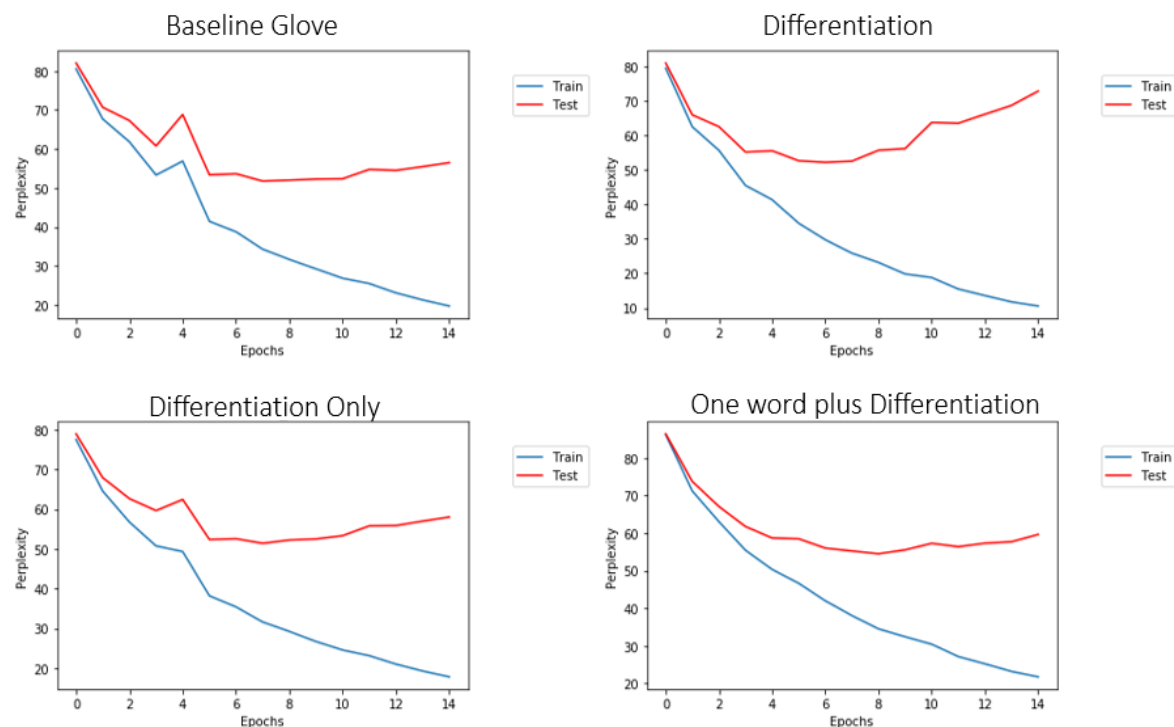 Baseline Glove
80
70
60
50
40
30
20
Perplexity
0 2 4 6 8 10 12 14
Epochs
Train
Test
Differentiation
80
70
60
50
40
30
20
10
Perplexity
0 2 4 6 8 10 12 14
Epochs
Train
Test
Differentiation Only
80
70
60
50
40
30
20
Perplexity
0 2 4 6 8 10 12 14
Epochs
Train
Test
One word plus Differentiation
80
70
60
50
40
30
20
Perplexity
0 2 4 6 8 10 12 14
Epochs
Train
Test